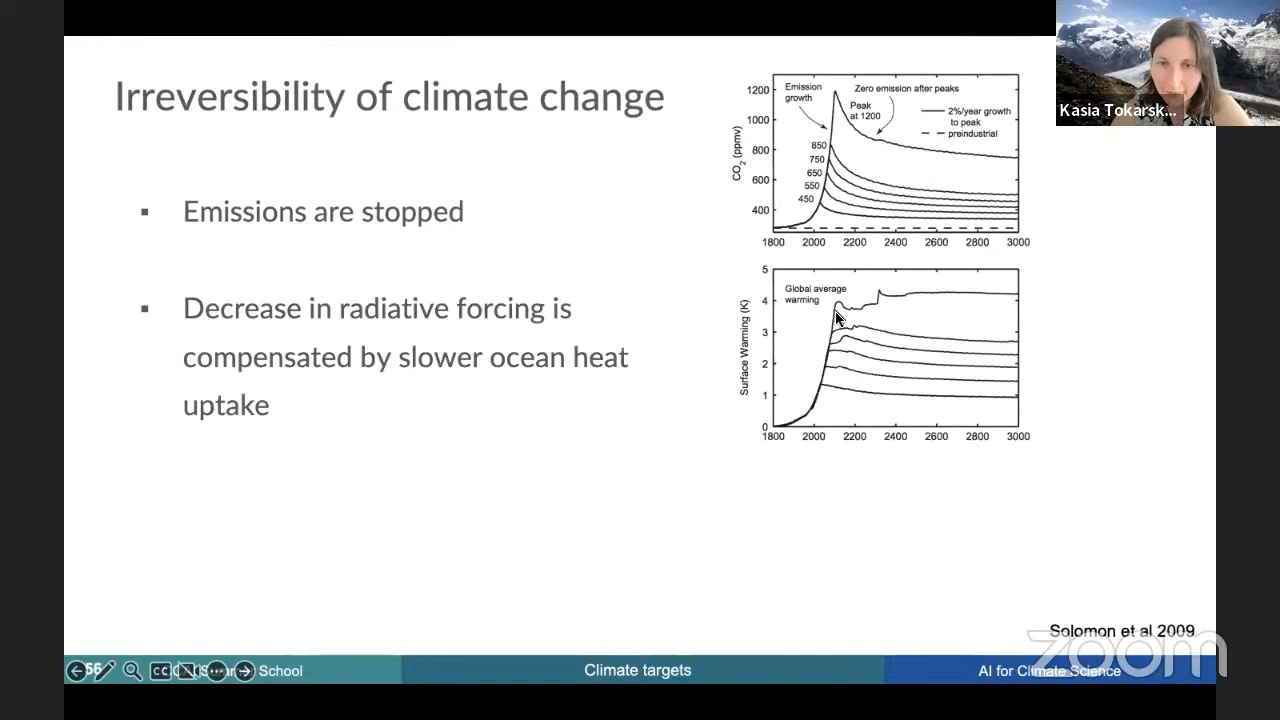 Irreversibility of climate change
Kasia Tokarsk...
▪ Emissions are stopped
▪ Decrease in radiative forcing is
compensated by slower ocean heat
uptake
Emission
growth
Zero emission after peaks
Peak
at 1200
2%/year growth
to peak
preindustrial
CO2 (ppmv)
1200
1000
800
600
400
850
750
650
550
450
1800 2000 2200 2400 2600 2800 3000
Global average
warming
Surface Warming (K)
5
4
3
2
1
0
1800 2000 2200 2400 2600 2800 3000
Solomon et al 2009
zoom
56
School
Climate targets
AI for Climate Science
CC